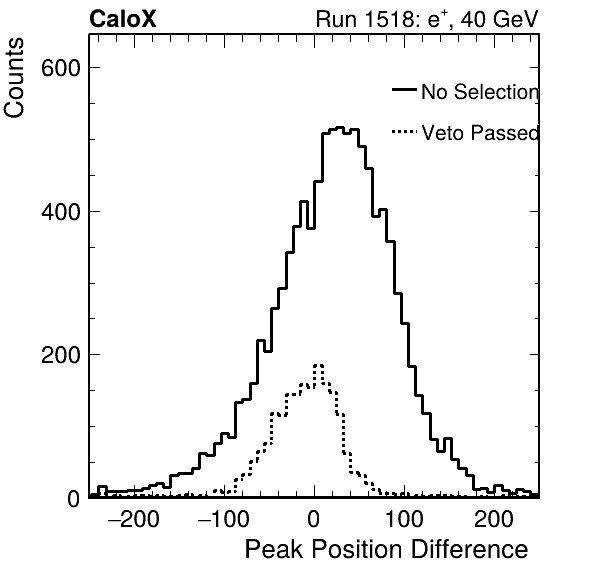 CaloX Run 1518: e⁺, 40 GeV
Counts
600
400
200
0
No Selection
Veto Passed
−200 −100 0 100 200
Peak Position Difference